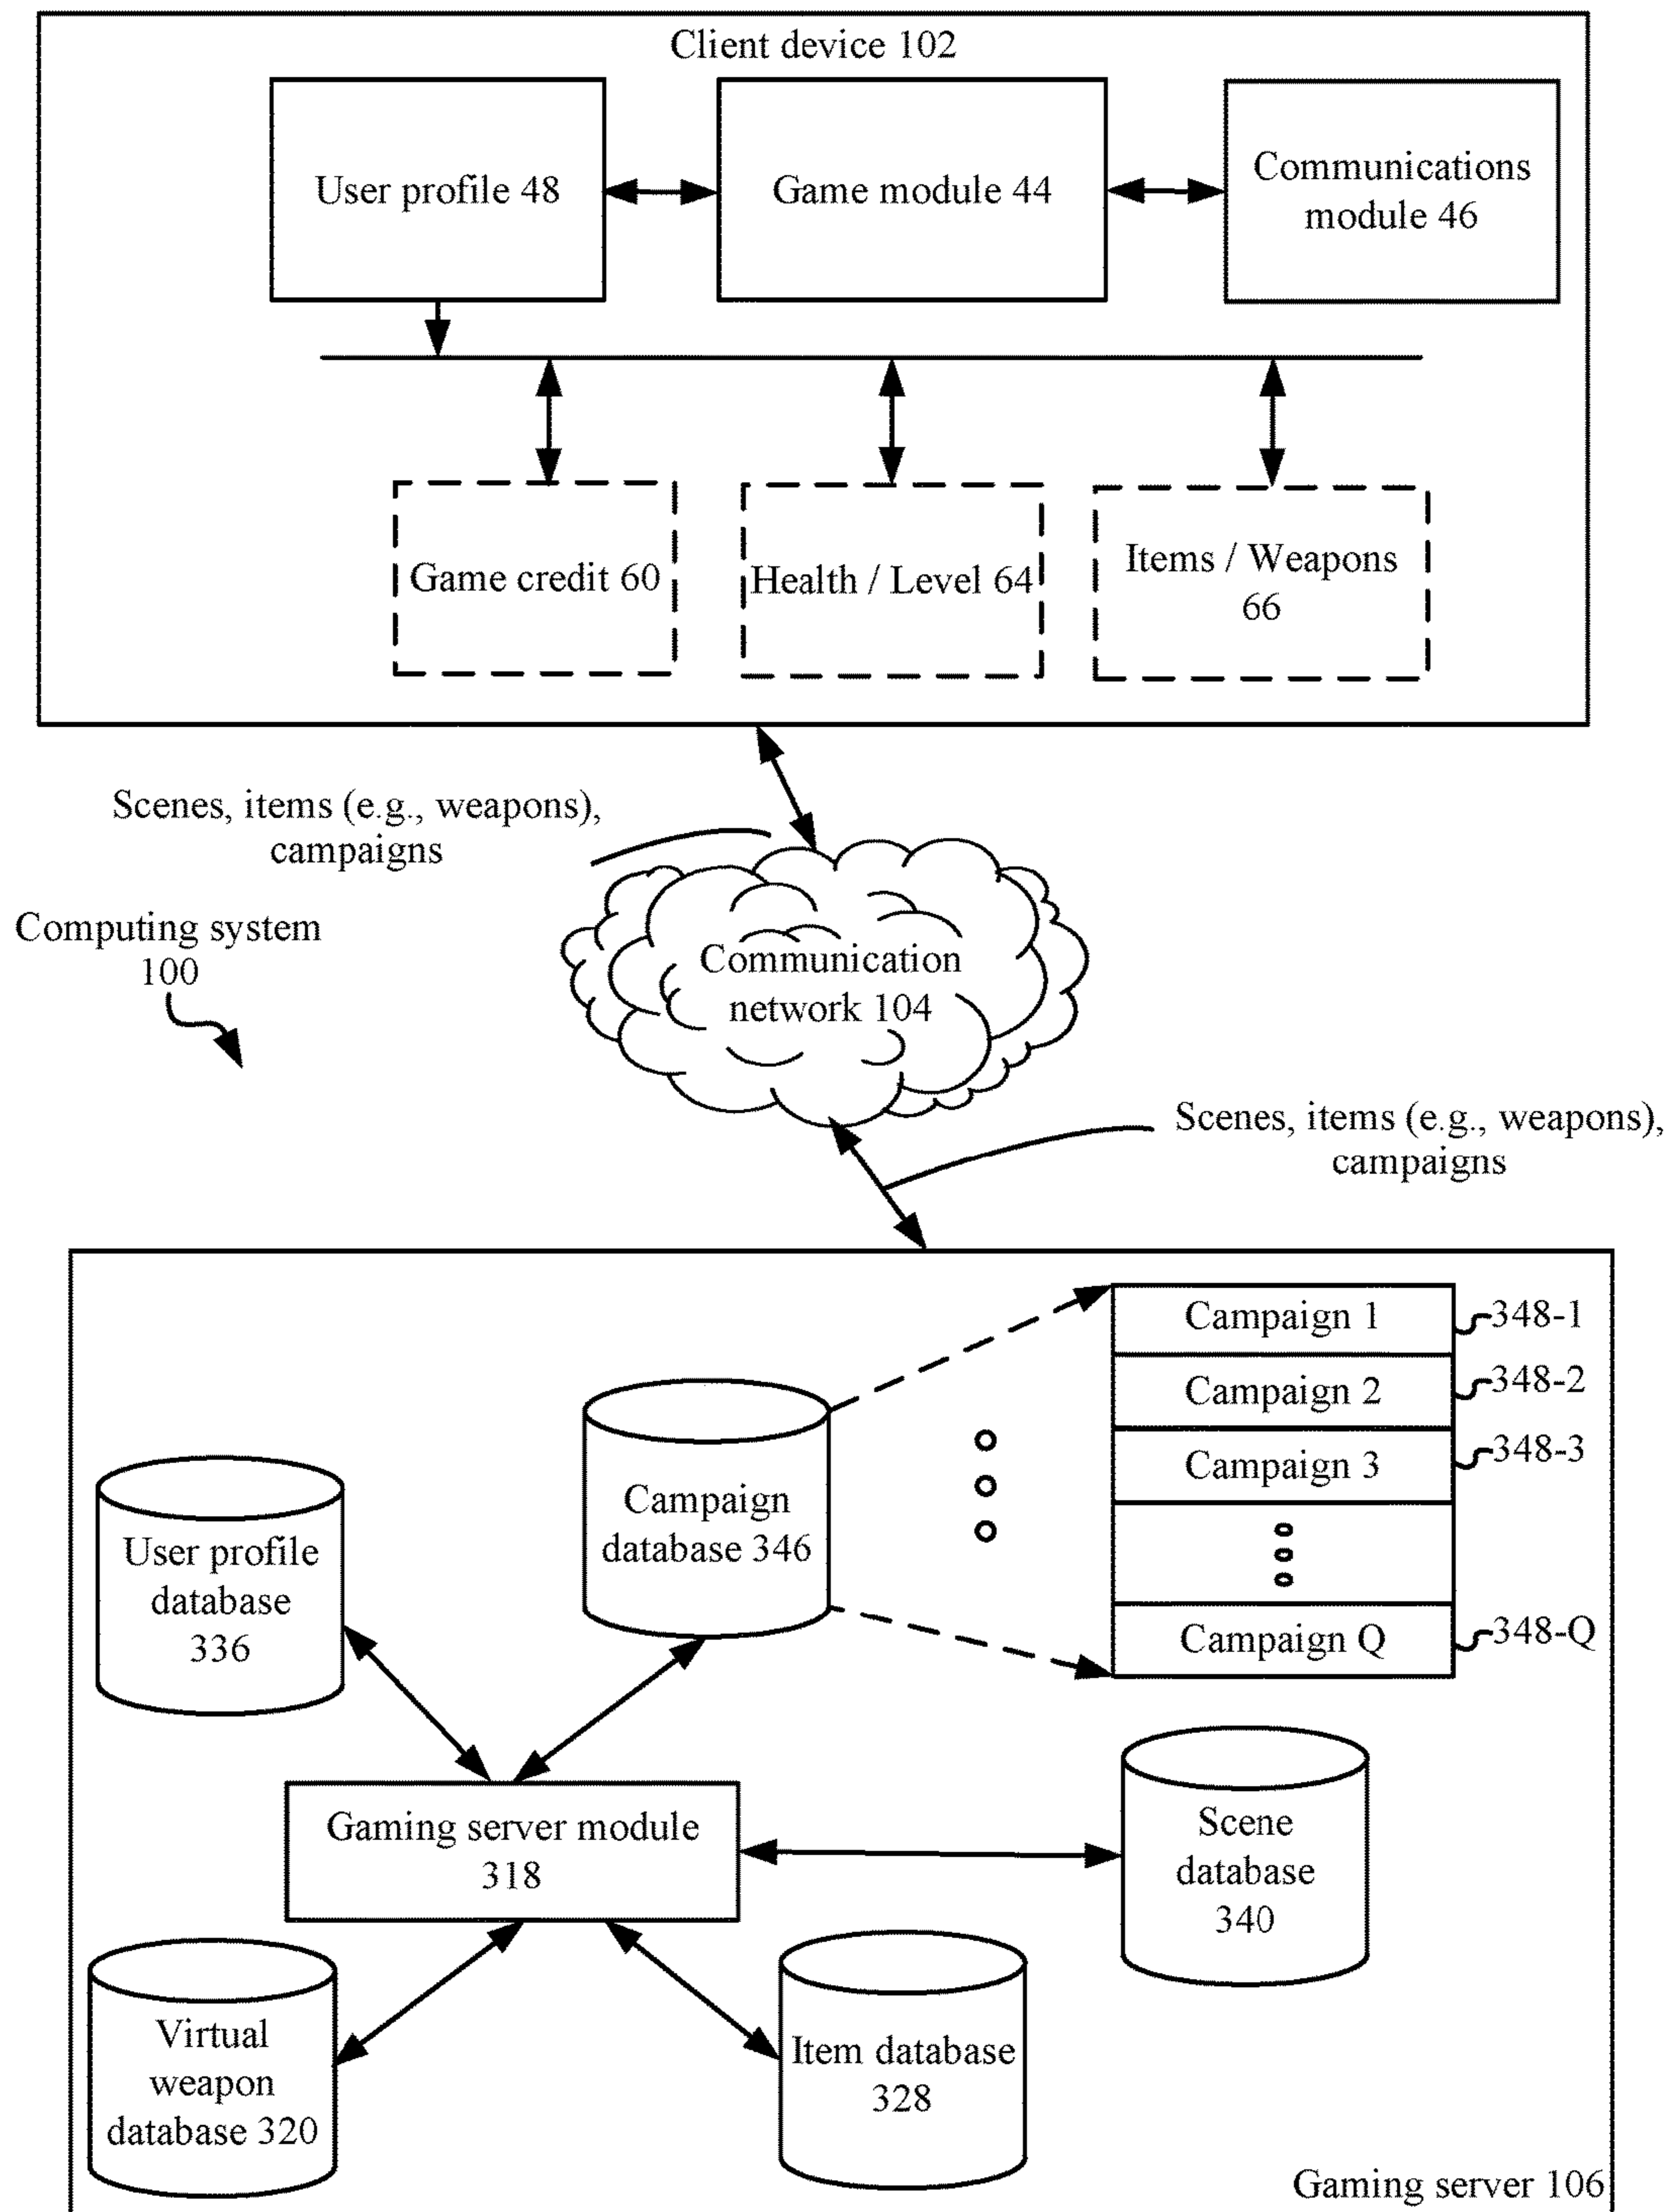 Client device 102
User profile 48
Game module 44
Communications
module 46
Game credit 60
Health / Level 64
Items / Weapons
66
Scenes, items (e.g., weapons),
campaigns
Computing system
100
Communication
network 104
Scenes, items (e.g., weapons),
campaigns
Campaign 1
348-1
Campaign 2
348-2
Campaign 3
348-3
Campaign Q
348-Q
Campaign
database 346
User profile
database
336
Gaming server module
318
Scene
database
340
Virtual
weapon
database 320
Item database
328
Gaming server 106